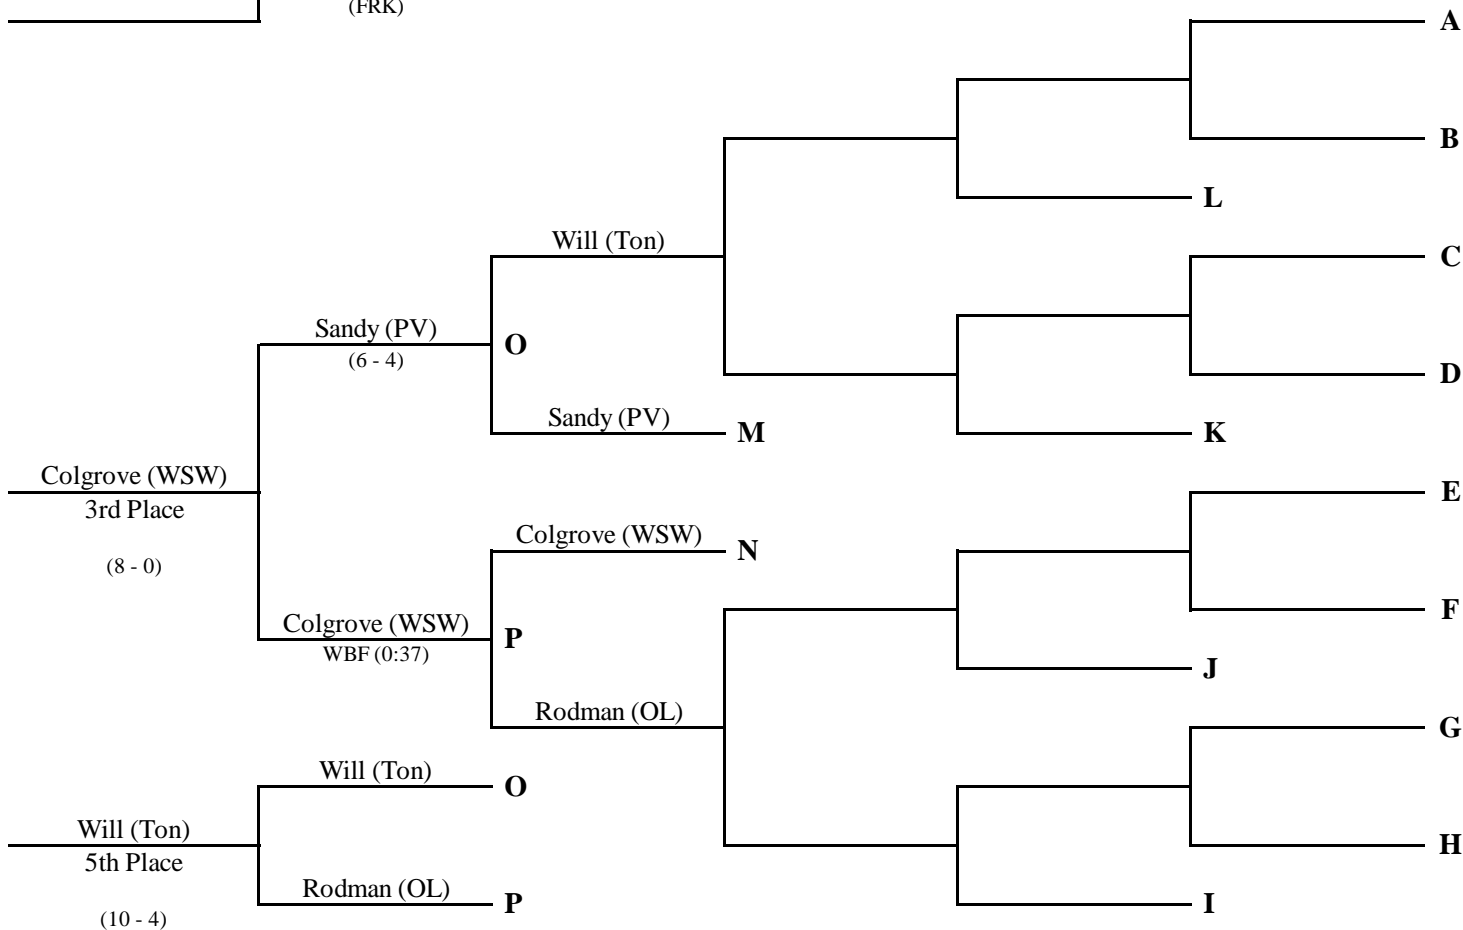 (FRK)
A
B
L
Will (Ton)
C
Sandy (PV)
O
(6 - 4)
D
Sandy (PV)
M
K
Colgrove (WSW)
E
3rd Place
Colgrove (WSW)
N
(8 - 0)
F
Colgrove (WSW)
P
WBF (0:37)
J
Rodman (OL)
G
Will (Ton)
O
Will (Ton)
H
5th Place
Rodman (OL)
P
I
(10 - 4)